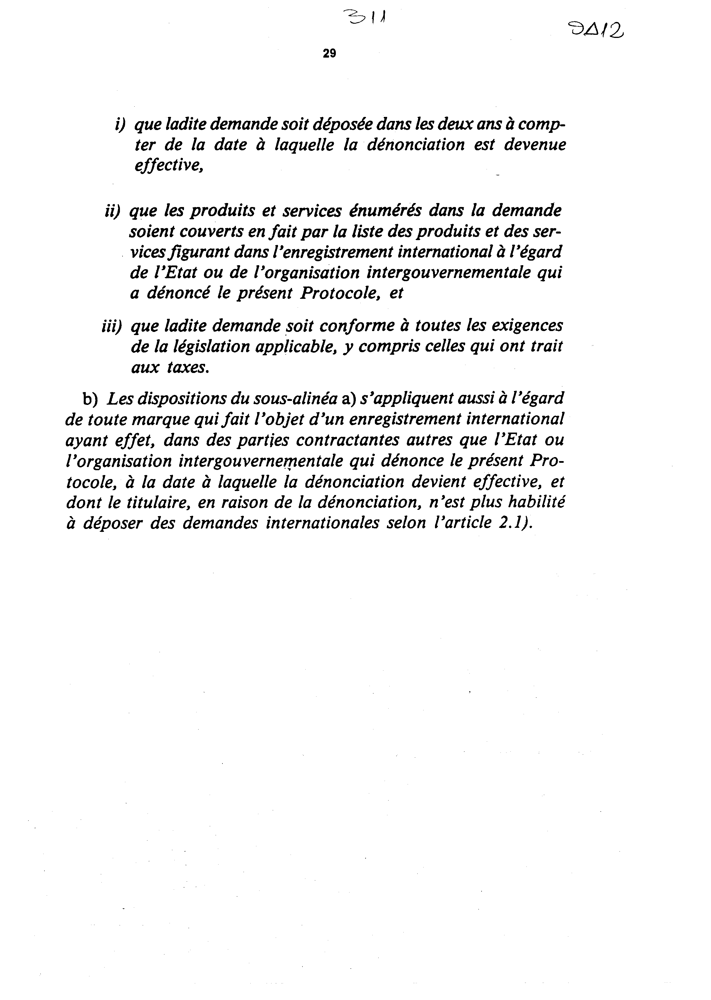 311
29
i) que ladite demande soit déposée dans les deux ans à comp-
ter de la date à laquelle la dénonciation est devenue
effective,
ii) que les produits et services énumérés dans la demande
soient couverts en fait par la liste des produits et des ser-
vices figurant dans l'enregistrement international à l'égard
de l'Etat ou de l'organisation intergouvernementale qui
a dénoncé le présent Protocole, et
iii) que ladite demande soit conforme à toutes les exigences
de la législation applicable, y compris celles qui ont trait
aux taxes.
b) Les dispositions du sous-alinéa a) s'appliquent aussi à l'égard
de toute marque qui fait l'objet d'un enregistrement international
ayant effet, dans des parties contractantes autres que l'Etat ou
l'organisation intergouvernementale qui dénonce le présent Pro-
tocole, à la date à laquelle la dénonciation devient effective, et
dont le titulaire, en raison de la dénonciation, n'est plus habilité
à déposer des demandes internationales selon l'article 2.1).